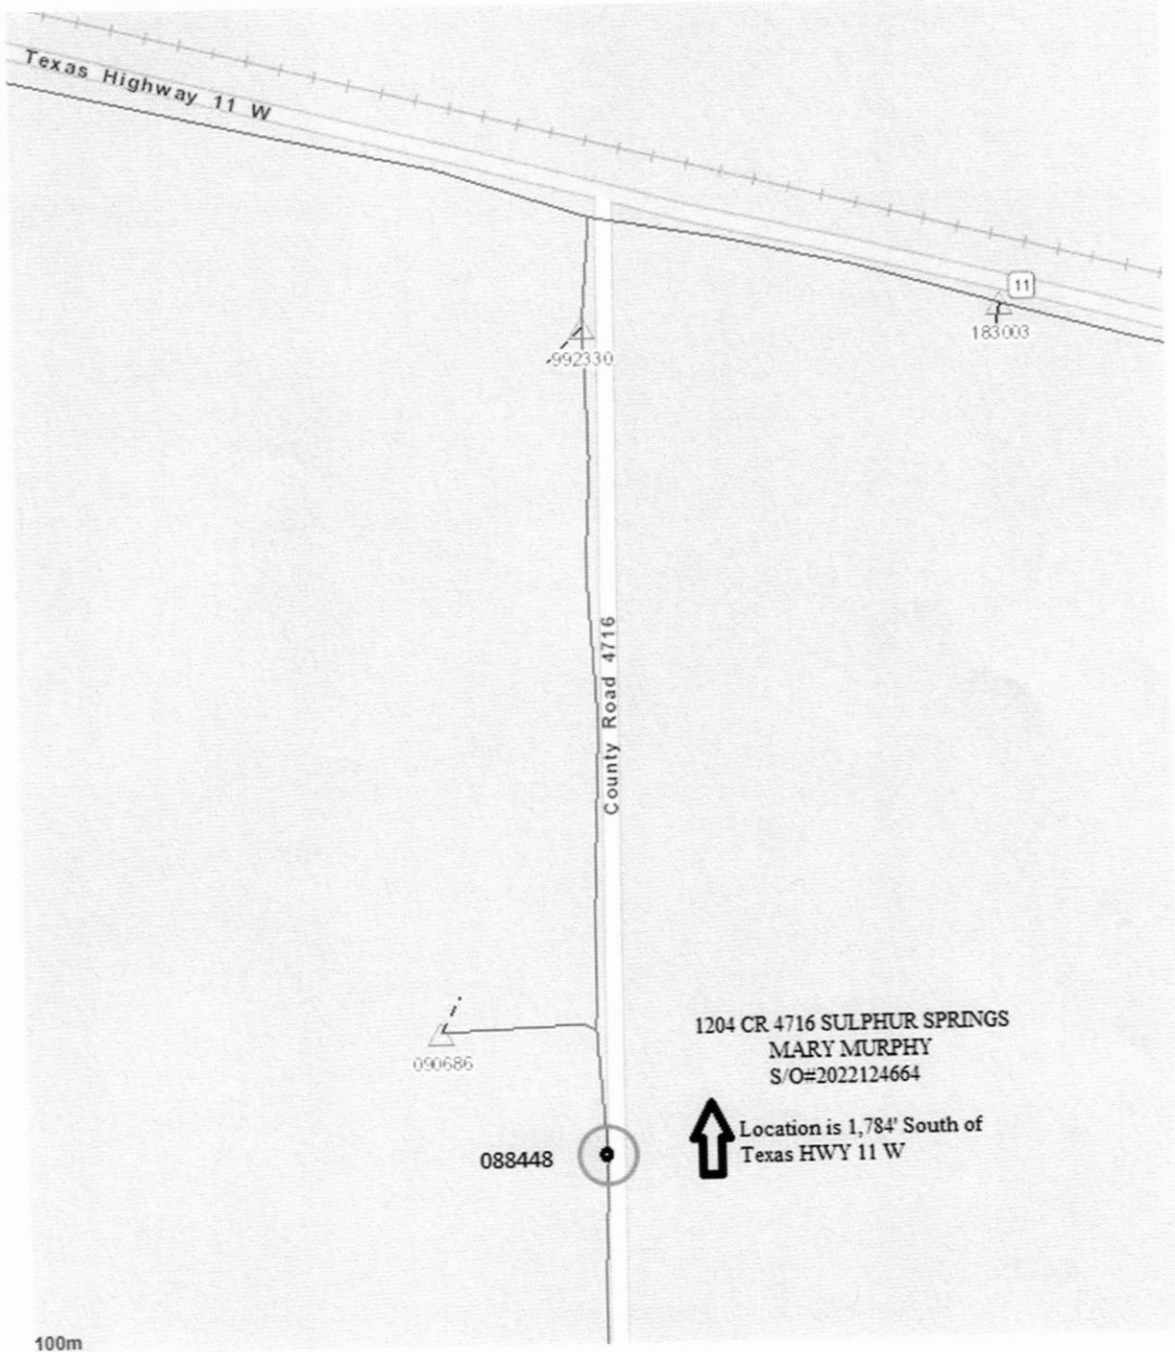 Texas Highway 11 W
11
183003
992330
County Road 4716
1204 CR 4716 SULPHUR SPRINGS
MARY MURPHY
S/O#2022124664
090686
Location is 1,784' South of
Texas HWY 11 W
088448
100m